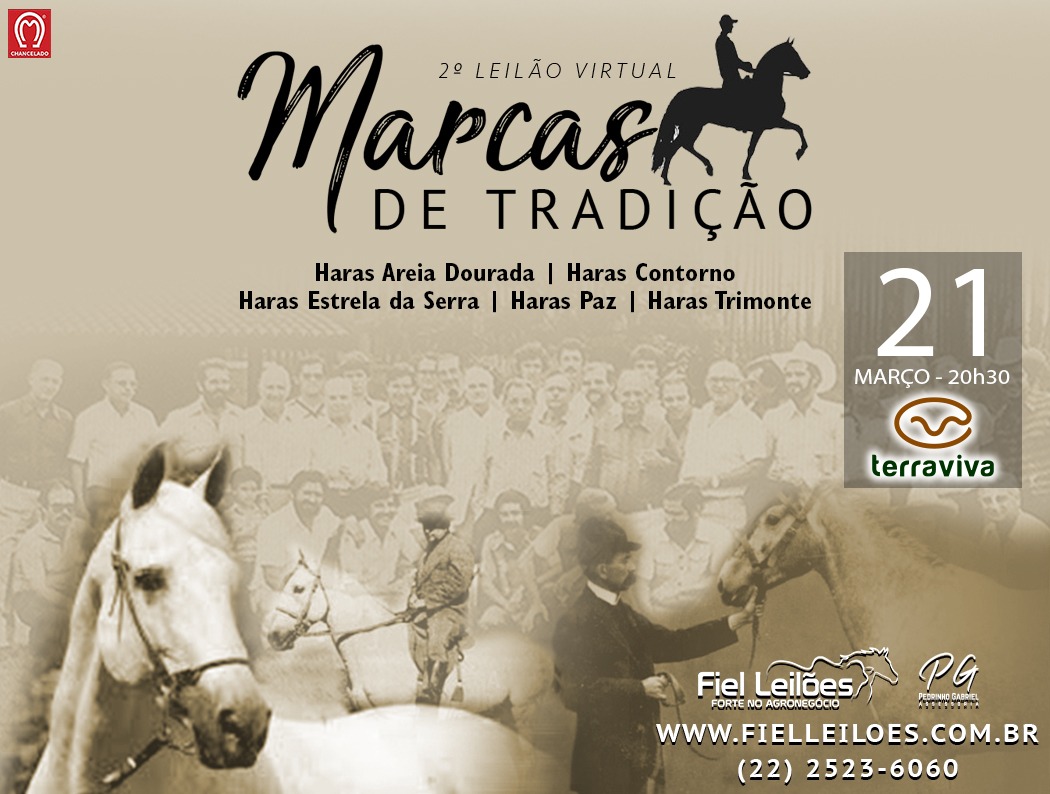 CHANCELADO
2º LEILÃO VIRTUAL
Marcas
DE TRADIÇÃO
Haras Areia Dourada | Haras Contorno
Haras Estrela da Serra | Haras Paz | Haras Trimonte
21
MARÇO - 20h30
terraviva
Fiel Leilões
FORTE NO AGRONEGÓCIO
PG
PEDRINHO GABRIEL
ASSESSORIA
WWW.FIELLEILOES.COM.BR
(22) 2523-6060